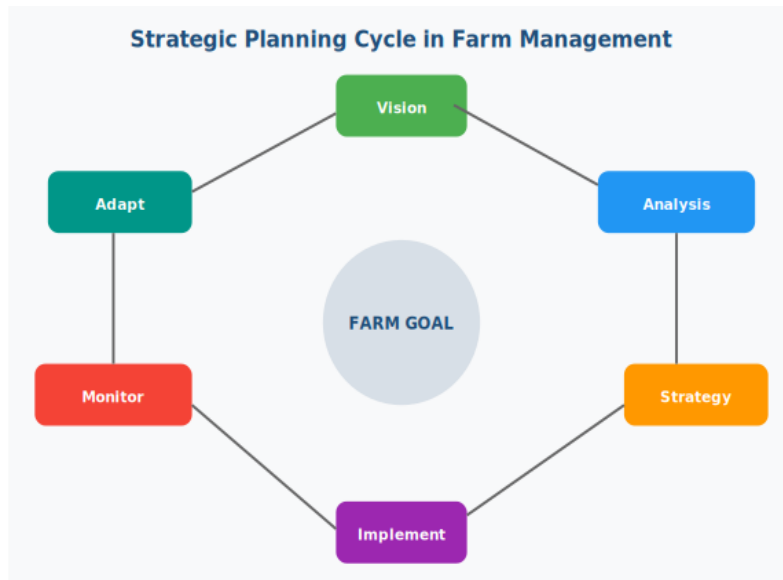 Strategic Planning Cycle in Farm Management
Vision
Adapt
Analysis
FARM GOAL
Monitor
Strategy
Implement